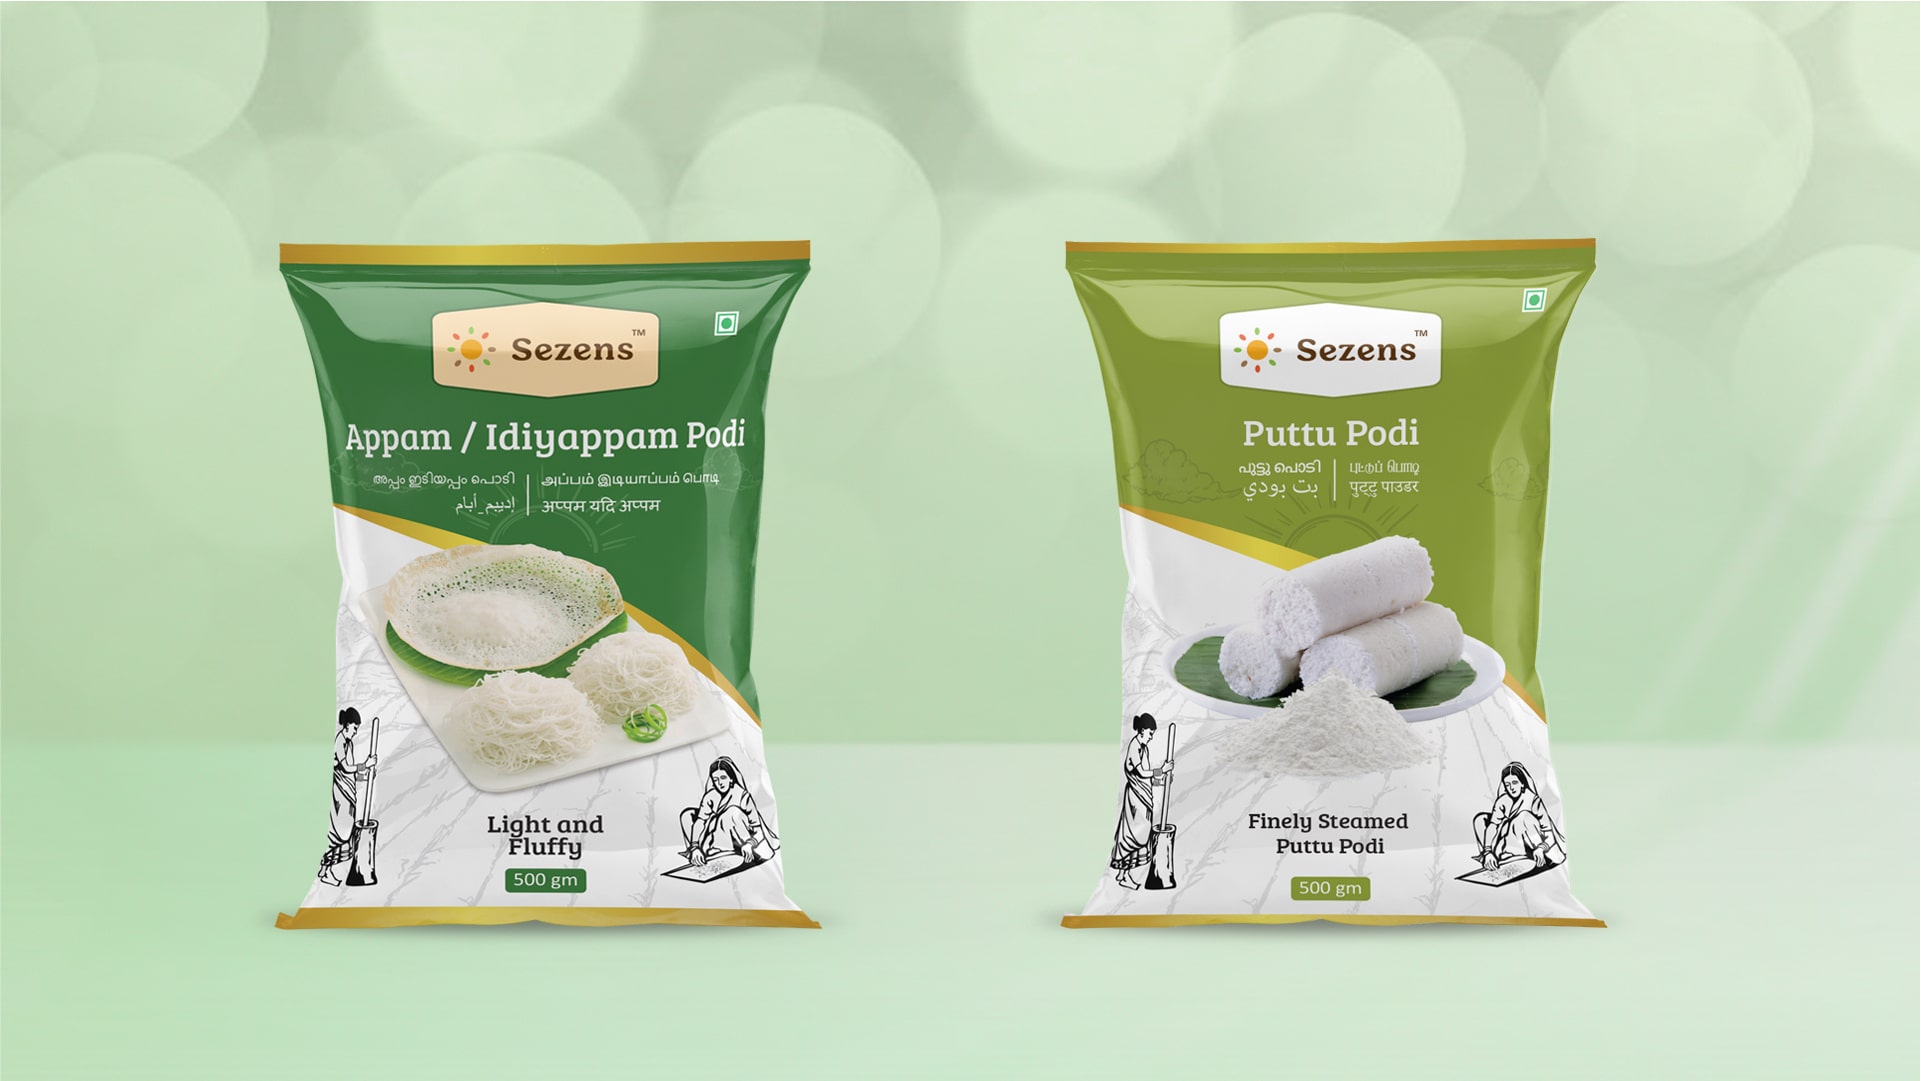 Sezens™
Appam / Idiyappam Podi
അപ്പം ഇടിയപ്പം പൊടി
அப்பம் இடியாப்பம் பொடி
إدييم_أبام
अप्पम यदि अप्पम
Light and
Fluffy
500 gm
Sezens™
Puttu Podi
പുട്ടു പൊടി
புட்டுப் பொடி
بت بودي
पुट्टु पाउडर
Finely Steamed
Puttu Podi
500 gm